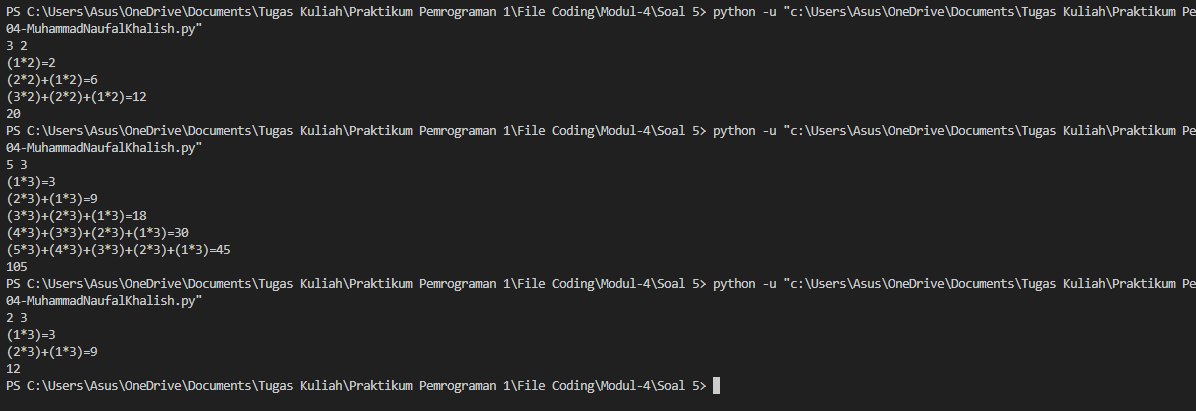 PS C:\Users\Asus\OneDrive\Documents\Tugas Kuliah\Praktikum Pemrograman 1\File Coding\Modul-4\Soal 5> python -u "c:\Users\Asus\OneDrive\Documents\Tugas Kuliah\Praktikum Pe
04-MuhammadNaufalKhalish.py"
3 2
(1*2)=2
(2*2)+(1*2)=6
(3*2)+(2*2)+(1*2)=12
20
PS C:\Users\Asus\OneDrive\Documents\Tugas Kuliah\Praktikum Pemrograman 1\File Coding\Modul-4\Soal 5> python -u "c:\Users\Asus\OneDrive\Documents\Tugas Kuliah\Praktikum Pe
04-MuhammadNaufalKhalish.py"
5 3
(1*3)=3
(2*3)+(1*3)=9
(3*3)+(2*3)+(1*3)=18
(4*3)+(3*3)+(2*3)+(1*3)=30
(5*3)+(4*3)+(3*3)+(2*3)+(1*3)=45
105
PS C:\Users\Asus\OneDrive\Documents\Tugas Kuliah\Praktikum Pemrograman 1\File Coding\Modul-4\Soal 5> python -u "c:\Users\Asus\OneDrive\Documents\Tugas Kuliah\Praktikum Pe
04-MuhammadNaufalKhalish.py"
2 3
(1*3)=3
(2*3)+(1*3)=9
12
PS C:\Users\Asus\OneDrive\Documents\Tugas Kuliah\Praktikum Pemrograman 1\File Coding\Modul-4\Soal 5>